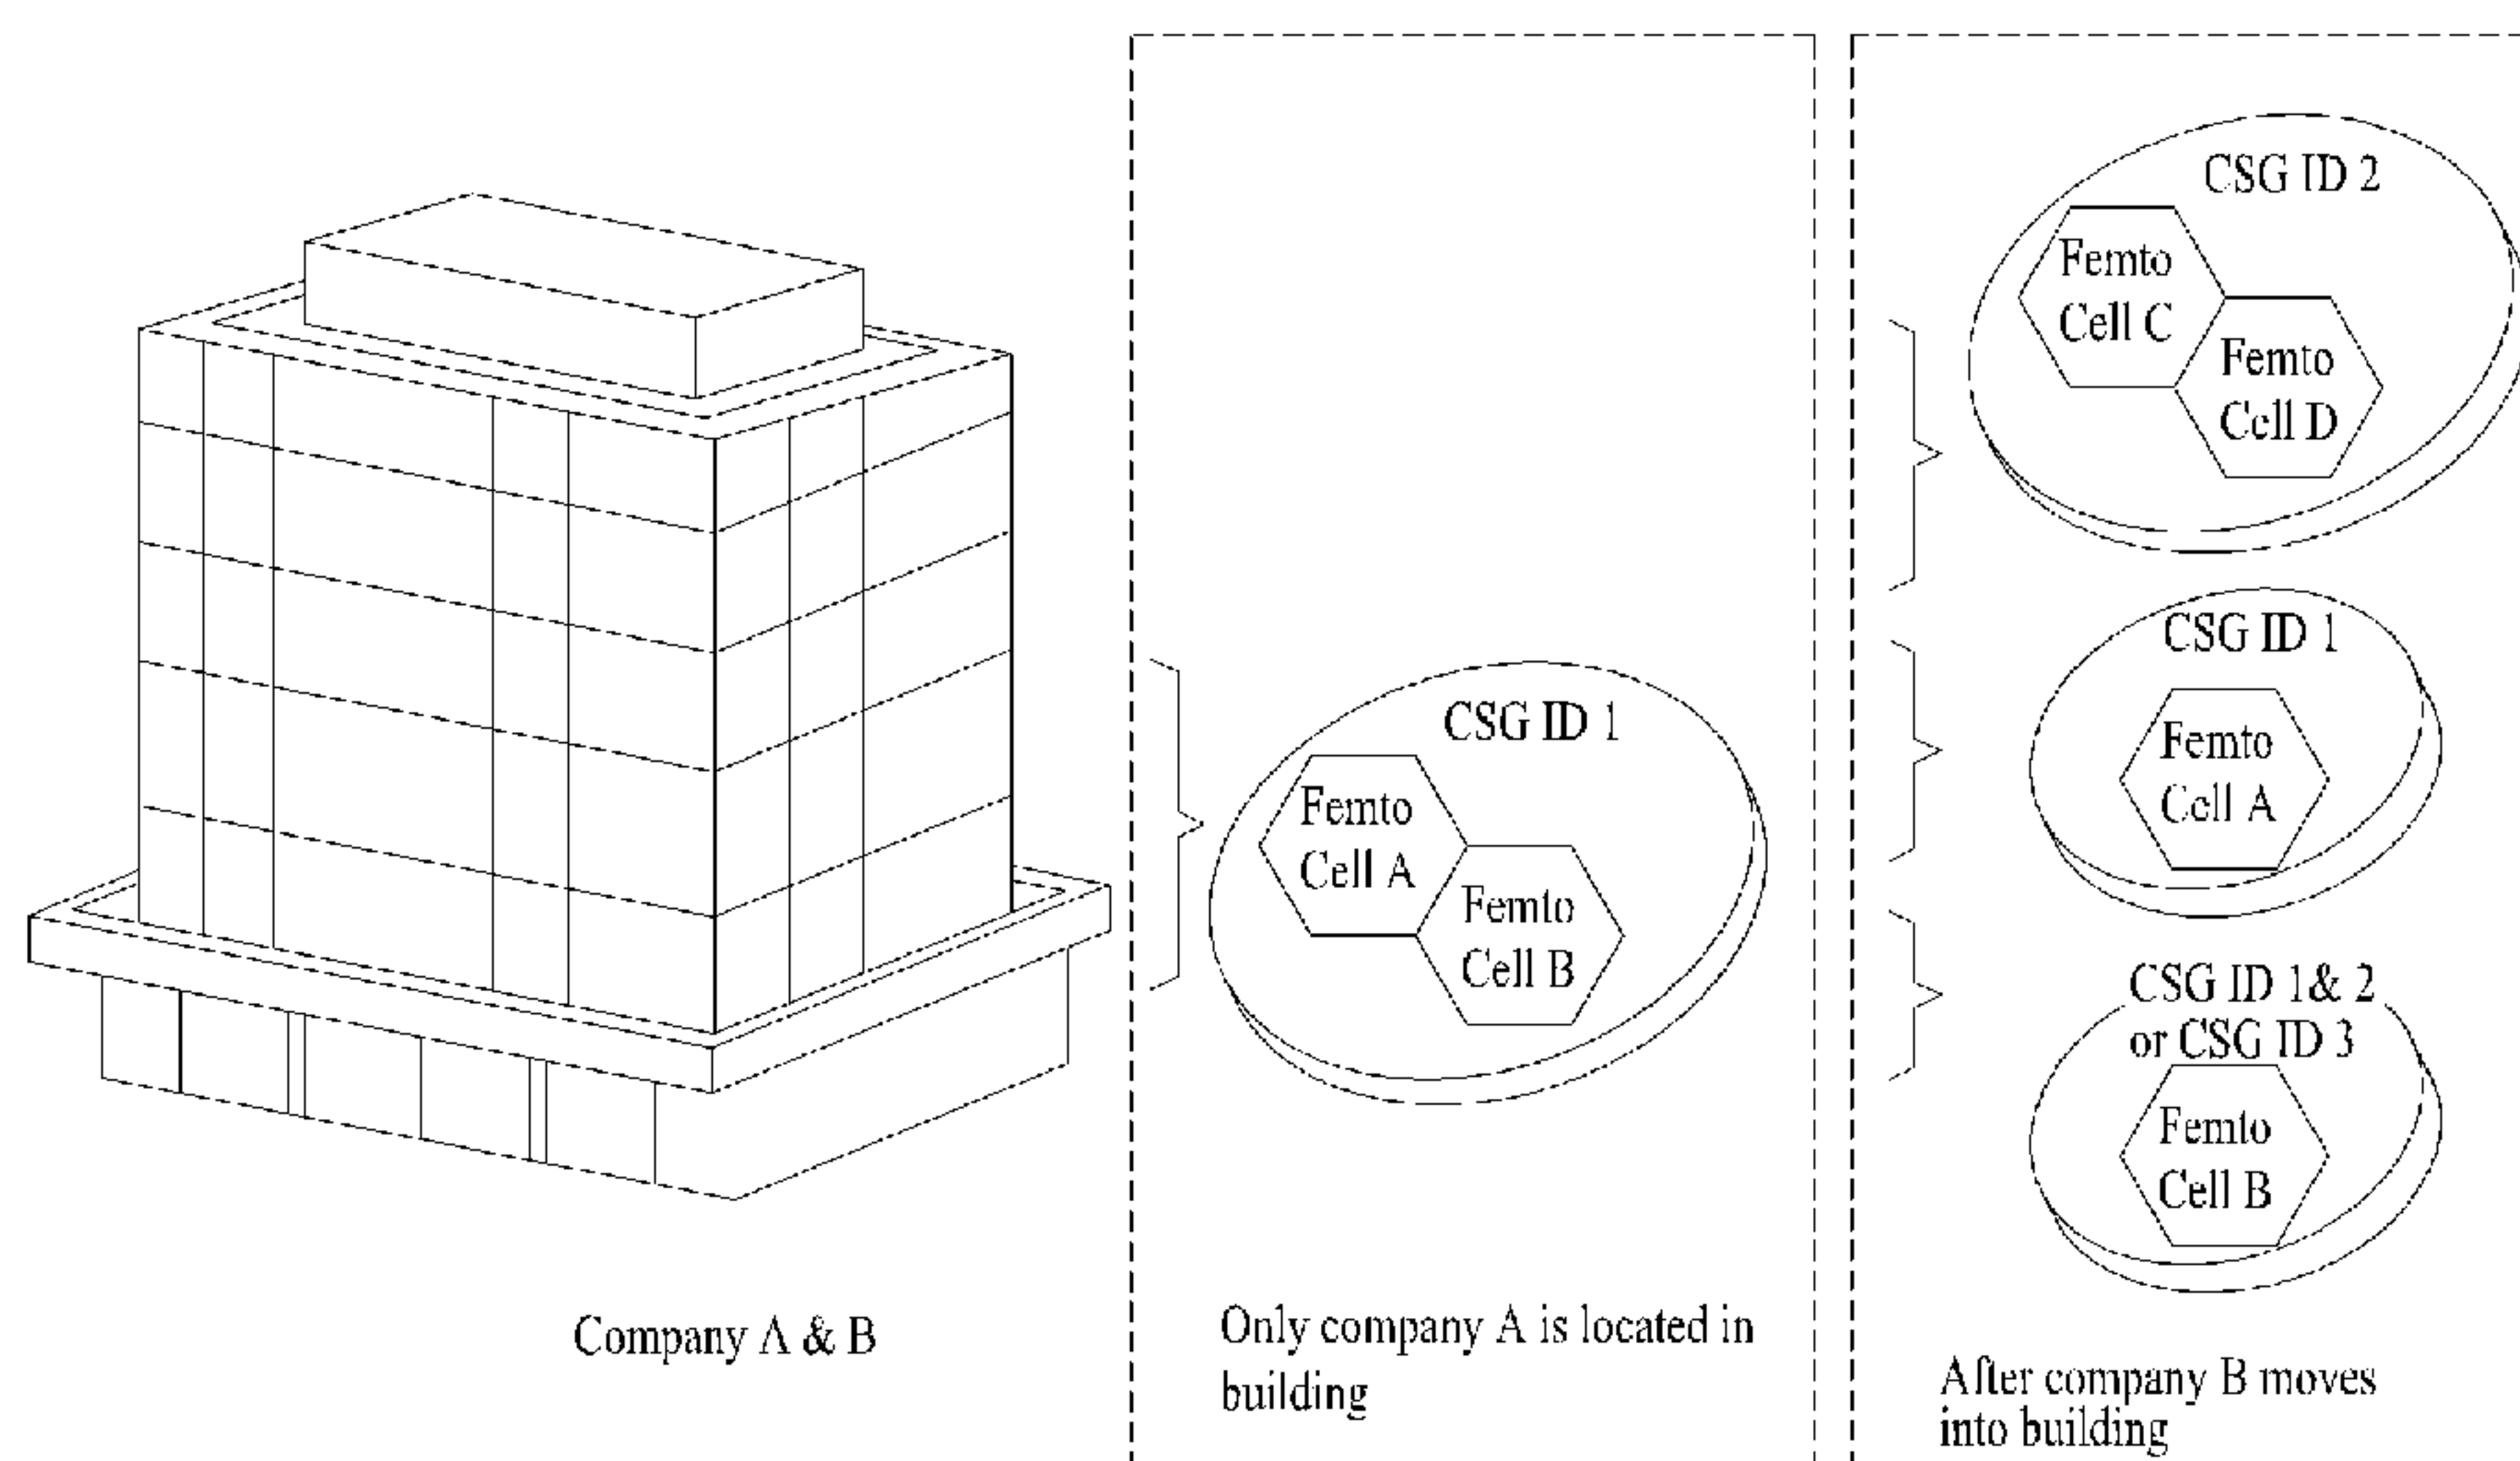 Company A & B
CSG ID 1
Femto
Cell A
Femto
Cell B
Only company A is located in
building
CSG ID 2
Femto
Cell C
Femto
Cell D
CSG ID 1
Femto
Cell A
CSG ID 1& 2
or CSG ID 3
Femto
Cell B
After company B moves
into building